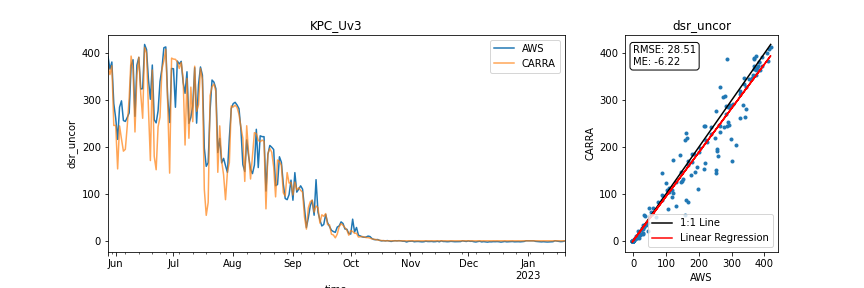 KPC_Uv3
dsr_uncor
400
300
200
100
0
AWS
CARRA
Jun Jul Aug Sep Oct Nov Dec Jan
2023
time
dsr_uncor
CARRA
400
300
200
100
0
RMSE: 28.51
ME: -6.22
1:1 Line
Linear Regression
0 100 200 300 400
AWS